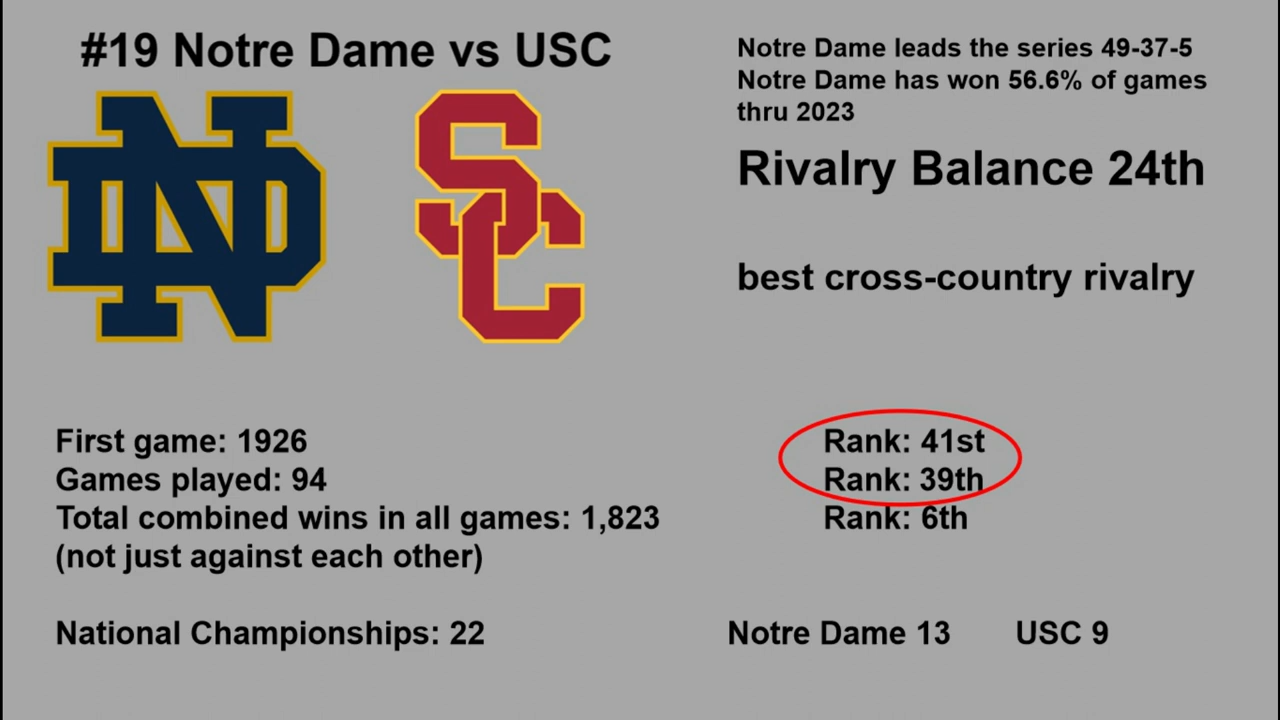 #19 Notre Dame vs USC
Notre Dame leads the series 49-37-5
Notre Dame has won 56.6% of games
thru 2023
Rivalry Balance 24th
ND
SC
best cross-country rivalry
First game: 1926
Rank: 41st
Games played: 94
Rank: 39th
Total combined wins in all games: 1,823
Rank: 6th
(not just against each other)
National Championships: 22
Notre Dame 13
USC 9